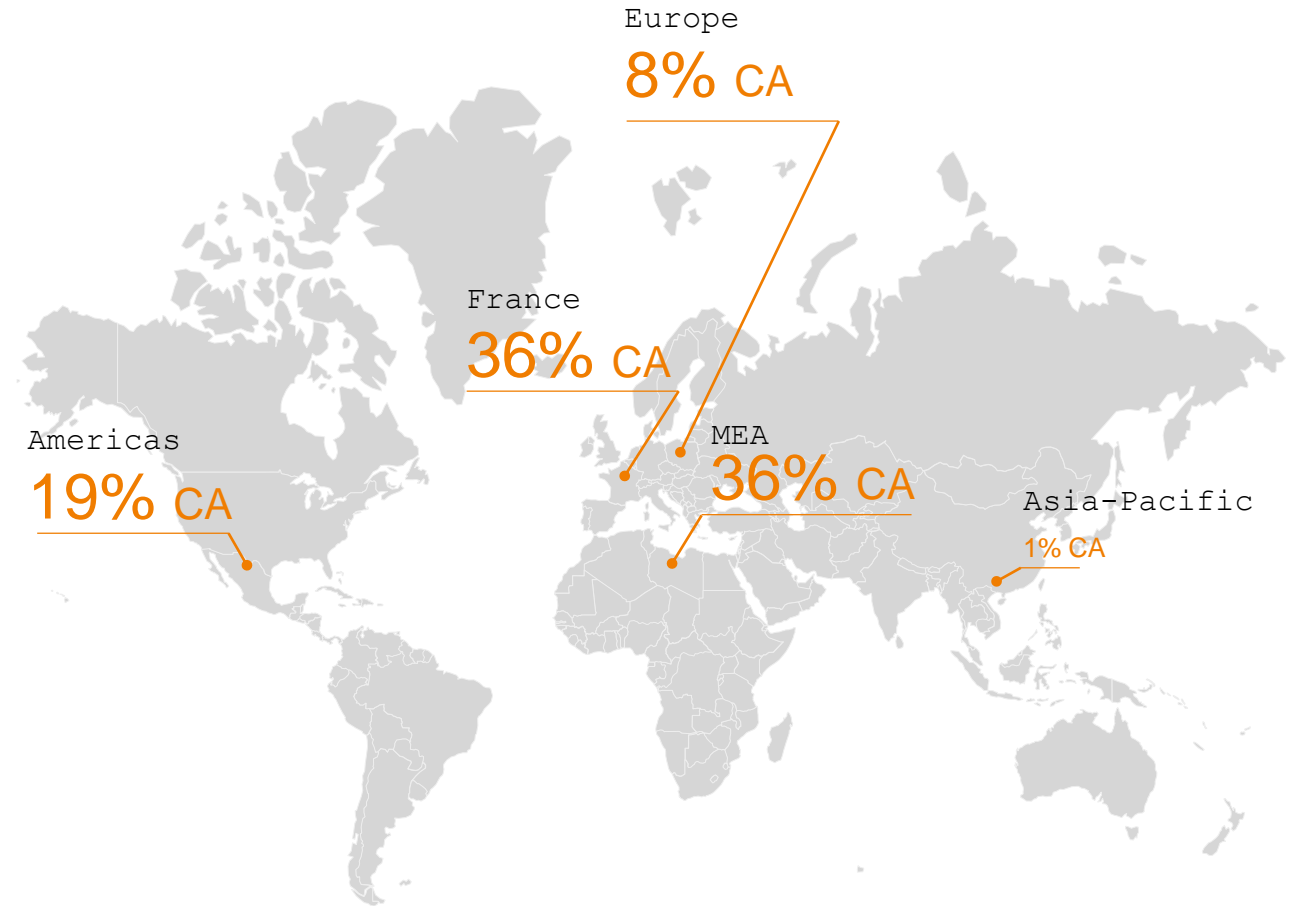 Europe
8% CA
France
36% CA
Americas
19% CA
MEA
36% CA
Asia-Pacific
1% CA